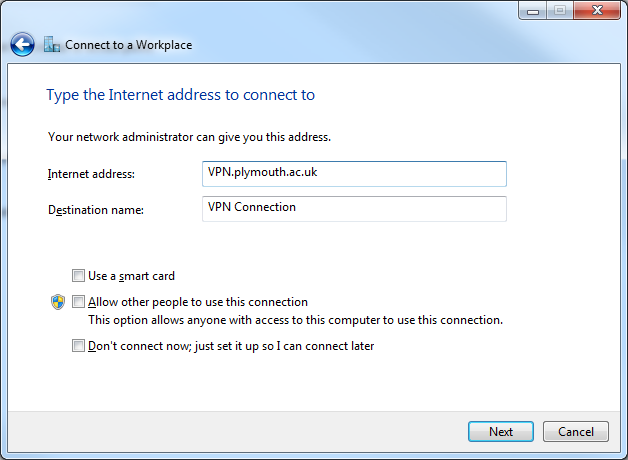 Connect to a Workplace
Type the Internet address to connect to
Your network administrator can give you this address.
Internet address: VPN.plymouth.ac.uk
Destination name: VPN Connection
Use a smart card
Allow other people to use this connection
This option allows anyone with access to this computer to use this connection.
Don't connect now; just set it up so I can connect later
Next Cancel